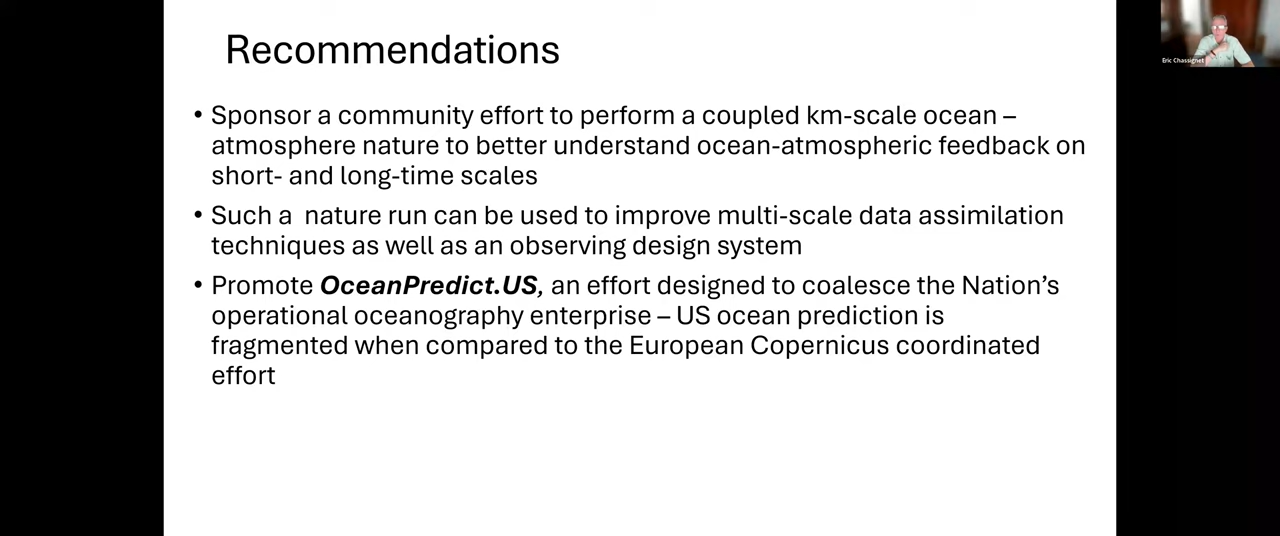 Recommendations
Eric Chassignet
• Sponsor a community effort to perform a coupled km-scale ocean –
atmosphere nature to better understand ocean-atmospheric feedback on
short- and long-time scales
• Such a  nature run can be used to improve multi-scale data assimilation
techniques as well as an observing design system
• Promote OceanPredict.US, an effort designed to coalesce the Nation’s
operational oceanography enterprise – US ocean prediction is
fragmented when compared to the European Copernicus coordinated
effort